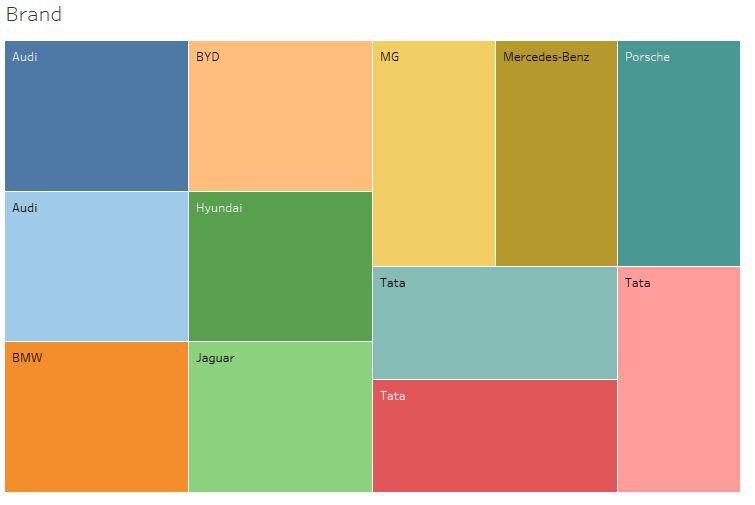 Brand
Audi
BYD
MG
Mercedes-Benz
Porsche
Audi
Hyundai
Tata
Tata
BMW
Jaguar
Tata